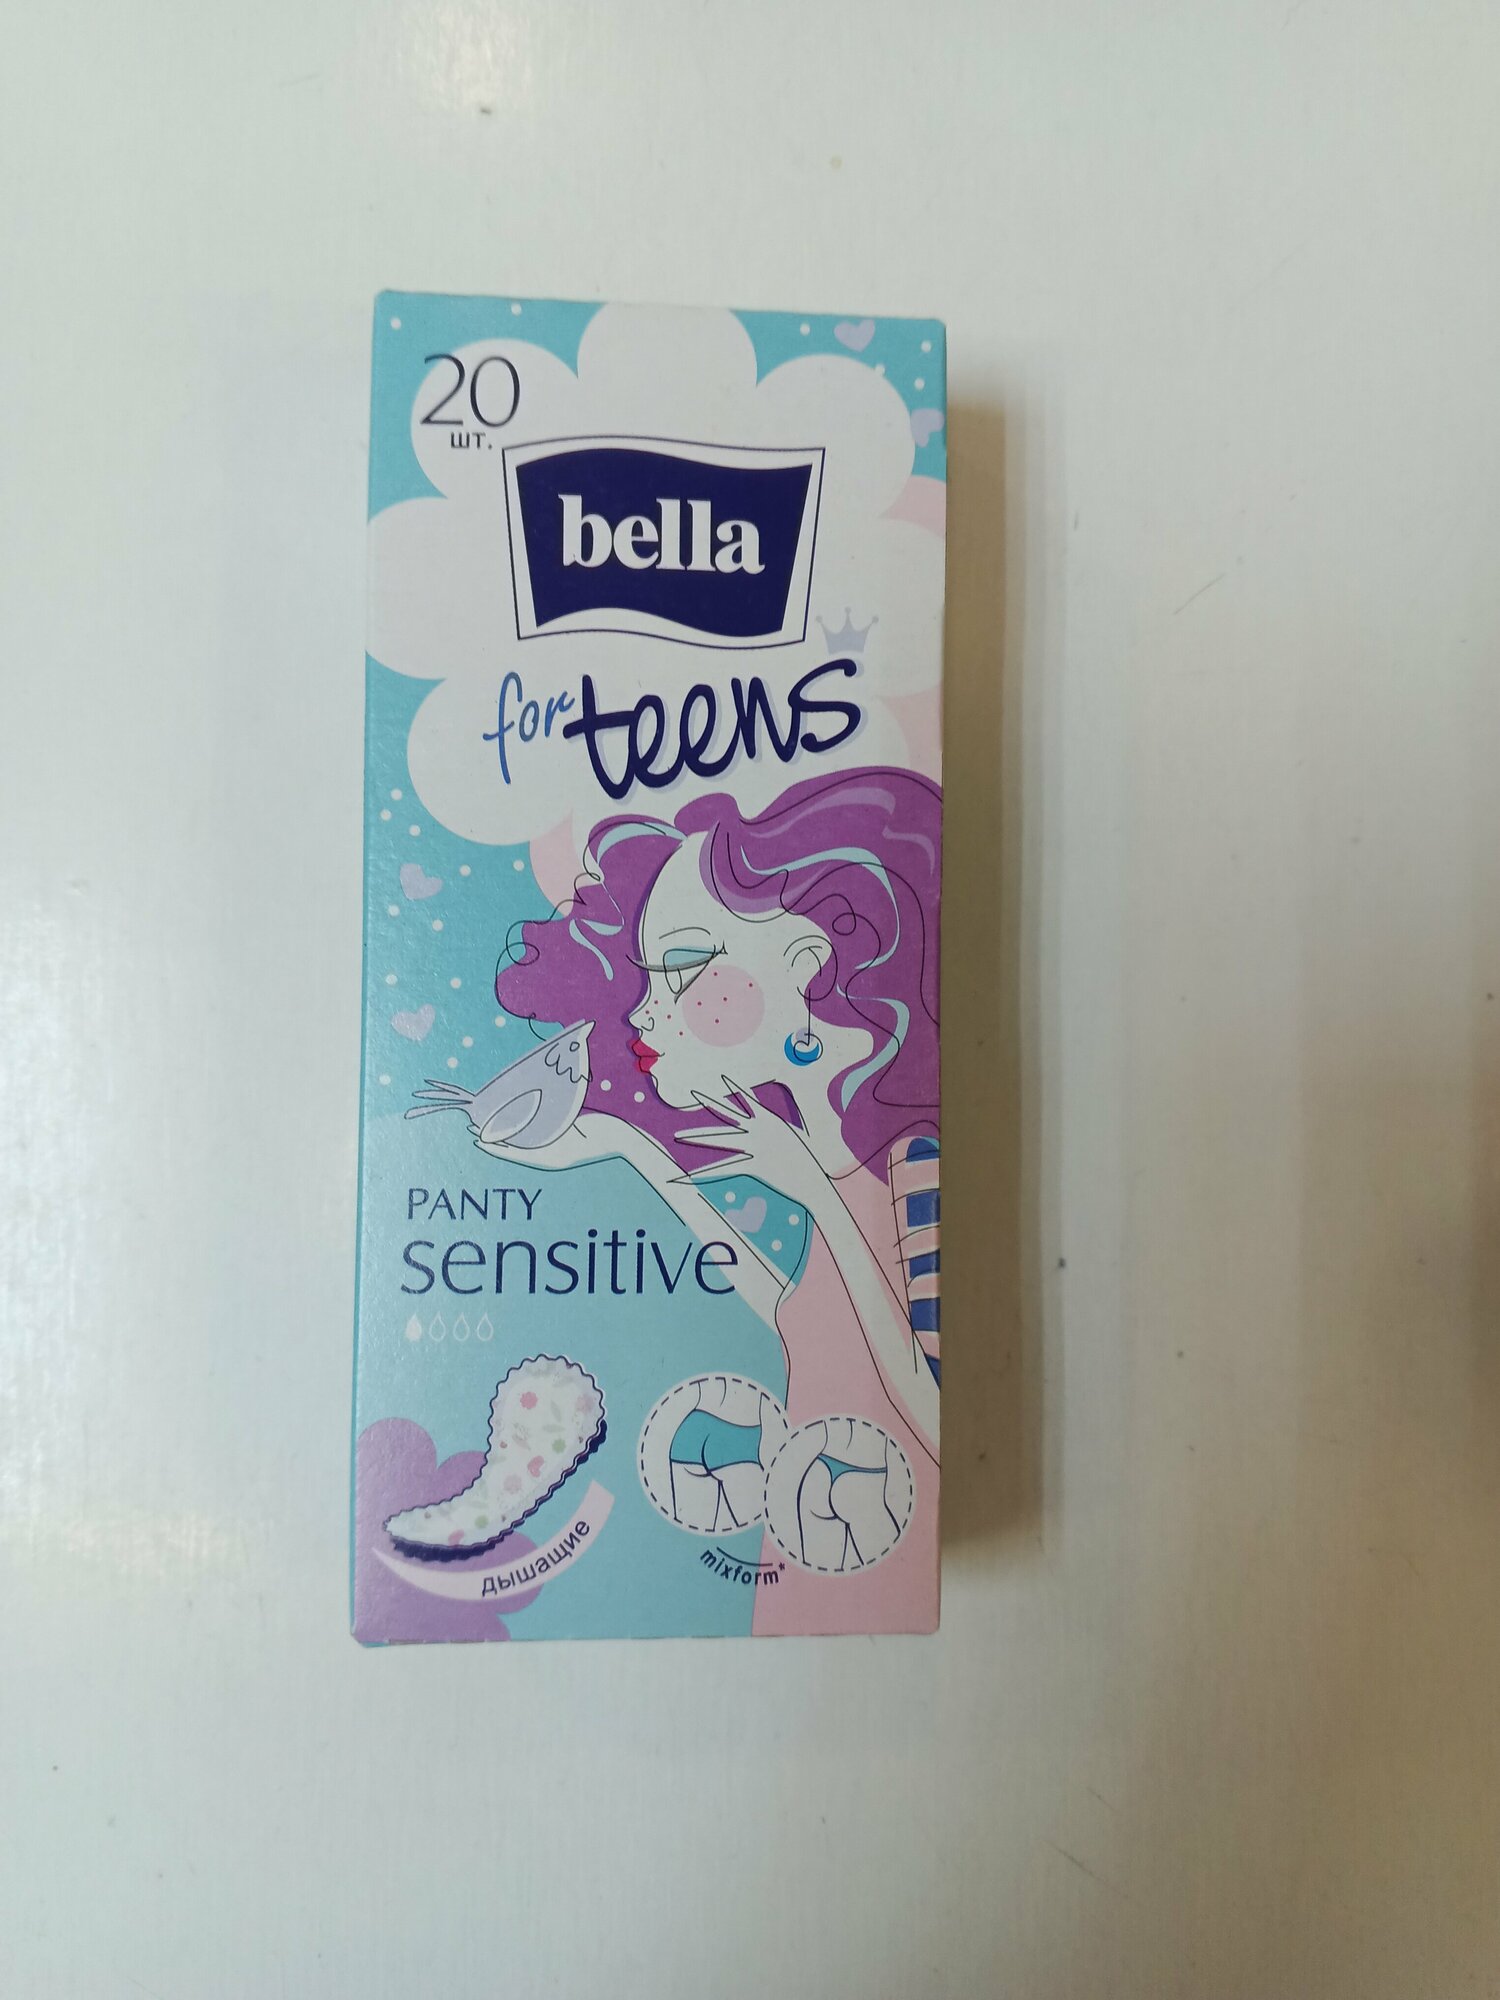 20
шт.
bella
for teens
PANTY
sensitive
дышащие
mixform*